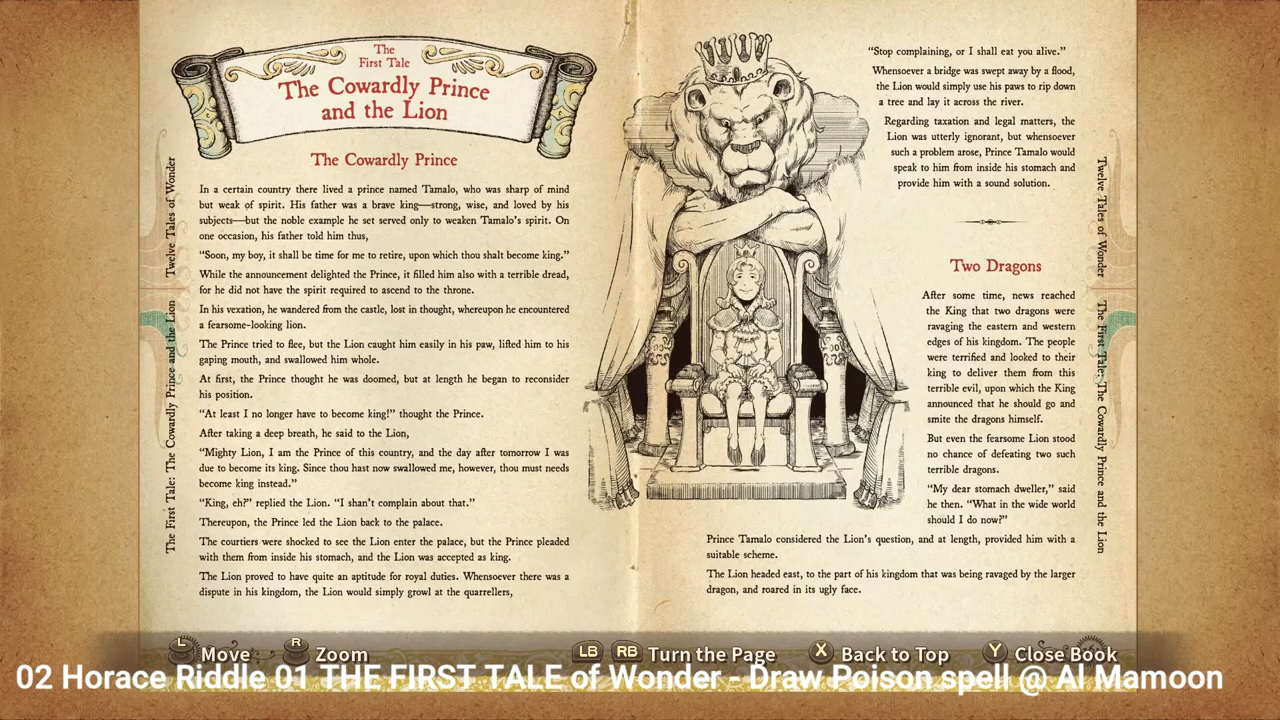 The
First Tale
The Cowardly Prince
and the Lion
The Cowardly Prince
In a certain country there lived a prince named Tamalo, who was sharp of mind
but weak of spirit. His father was a brave king—strong, wise, and loved by his
subjects—but the noble example he set served only to weaken Tamalo's spirit. On
one occasion, his father told him thus,
“Soon, my boy, it shall be time for me to retire, upon which thou shalt become king.”
While the announcement delighted the Prince, it filled him also with a terrible dread,
for he did not have the spirit required to ascend to the throne.
In his vexation, he wandered from the castle, lost in thought, whereupon he encountered
a fearsome-looking lion.
The Prince tried to flee, but the Lion caught him easily in his paw, lifted him to his
gaping mouth, and swallowed him whole.
At first, the Prince thought he was doomed, but at length he began to reconsider
his position.
“At least I no longer have to become king!” thought the Prince.
After taking a deep breath, he said to the Lion,
“Mighty Lion, I am the Prince of this country, and the day after tomorrow I was
due to become its king. Since thou hast now swallowed me, however, thou must needs
become king instead.”
“King, eh?” replied the Lion. “I shan't complain about that.”
Thereupon, the Prince led the Lion back to the palace.
The courtiers were shocked to see the Lion enter the palace, but the Prince pleaded
with them from inside his stomach, and the Lion was accepted as king.
The Lion proved to have quite an aptitude for royal duties. Whensoever there was a
dispute in his kingdom, the Lion would simply growl at the quarrellers,
The First Tale: The Cowardly Prince and the Lion Twelve Tales of Wonder
“Stop complaining, or I shall eat you alive.”
Whensoever a bridge was swept away by a flood,
the Lion would simply use his paws to rip down
a tree and lay it across the river.
Regarding taxation and legal matters, the
Lion was utterly ignorant, but whensoever
such a problem arose, Prince Tamalo would
speak to him from inside his stomach and
provide him with a sound solution.
Two Dragons
After some time, news reached
the King that two dragons were
ravaging the eastern and western
edges of his kingdom. The people
were terrified and looked to their
king to deliver them from this
terrible evil, upon which the King
announced that he should go and
smite the dragons himself.
But even the fearsome Lion stood
no chance of defeating two such
terrible dragons.
“My dear stomach dweller,” said
he then. “What in the wide world
should I do now?”
Prince Tamalo considered the Lion's question, and at length, provided him with a
suitable scheme.
The Lion headed east, to the part of his kingdom that was being ravaged by the larger
dragon, and roared in its ugly face.
Twelve Tales of Wonder The First Tale: The Cowardly Prince and the Lion
L Move R Zoom LB RB Turn the Page X Back to Top Y Close Book
02 Horace Riddle 01 THE FIRST TALE of Wonder - Draw Poison spell @ Al Mamoon